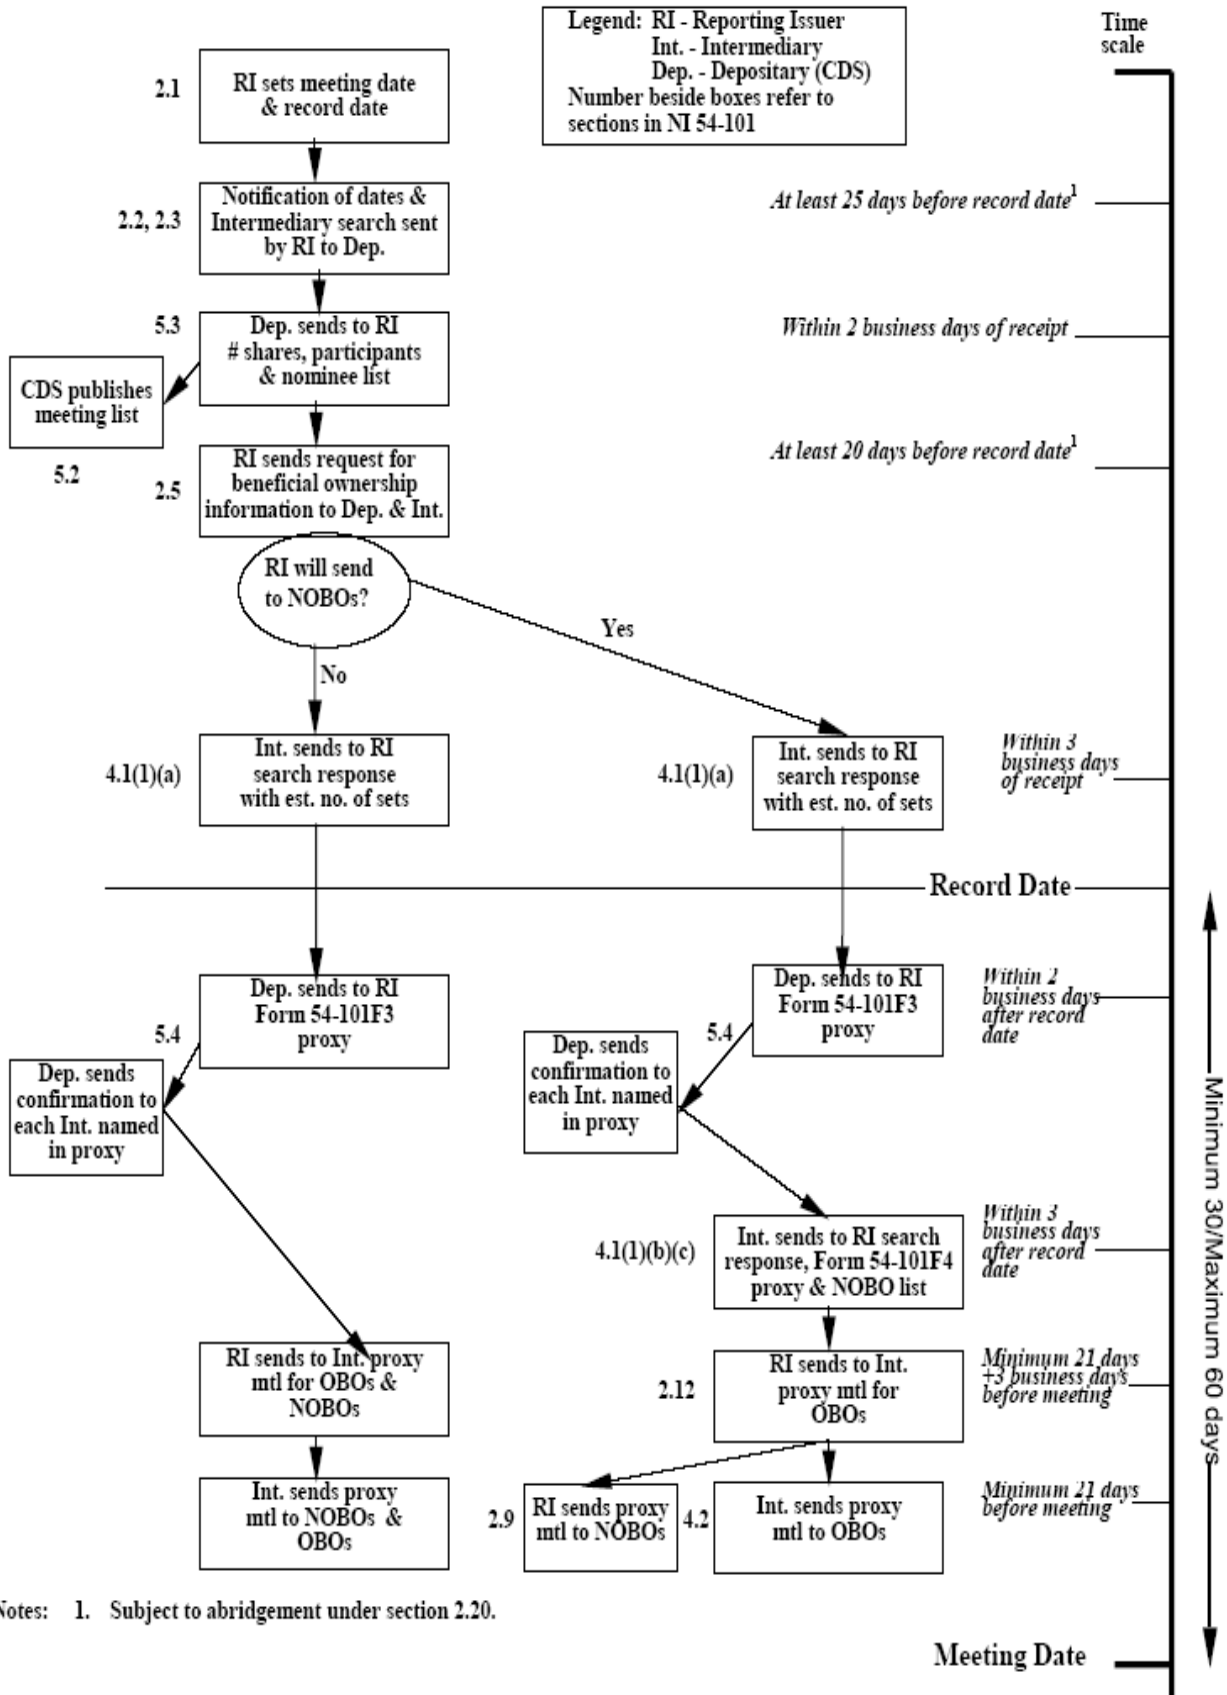 Legend: RI - Reporting Issuer
Int. - Intermediary
Dep. - Depositary (CDS)
Number beside boxes refer to
sections in NI 54-101
Time
scale
2.1
RI sets meeting date
& record date
2.2, 2.3
Notification of dates &
Intermediary search sent
by RI to Dep.
At least 25 days before record date1
5.3
Dep. sends to RI
# shares, participants
& nominee list
Within 2 business days of receipt
CDS publishes
meeting list
5.2
2.5
RI sends request for
beneficial ownership
information to Dep. & Int.
At least 20 days before record date1
RI will send
to NOBOs?
Yes
No
4.1(1)(a)
Int. sends to RI
search response
with est. no. of sets
4.1(1)(a)
Int. sends to RI
search response
with est. no. of sets
Within 3
business days
of receipt
Record Date
Dep. sends to RI
Form 54-101F3
proxy
5.4
Dep. sends
confirmation to
each Int. named
in proxy
Dep. sends to RI
Form 54-101F3
proxy
5.4
Dep. sends
confirmation to
each Int. named
in proxy
Within 2
business days
after record
date
4.1(1)(b)(c)
Int. sends to RI search
response, Form 54-101F4
proxy & NOBO list
Within 3
business days
after record
date
RI sends to Int. proxy
mtl for OBOs &
NOBOs
2.12
RI sends to Int.
proxy mtl for
OBOs
Minimum 21 days
+3 business days
before meeting
Int. sends proxy
mtl to NOBOs &
OBOs
2.9
RI sends proxy
mtl to NOBOs
4.2
Int. sends proxy
mtl to OBOs
Minimum 21 days
before meeting
Minimum 30/Maximum 60 days
Notes: 1. Subject to abridgement under section 2.20.
Meeting Date